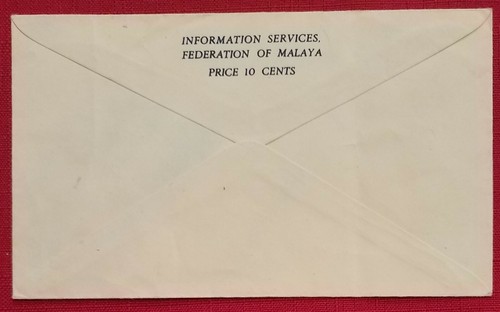 INFORMATION SERVICES,
FEDERATION OF MALAYA
PRICE 10 CENTS